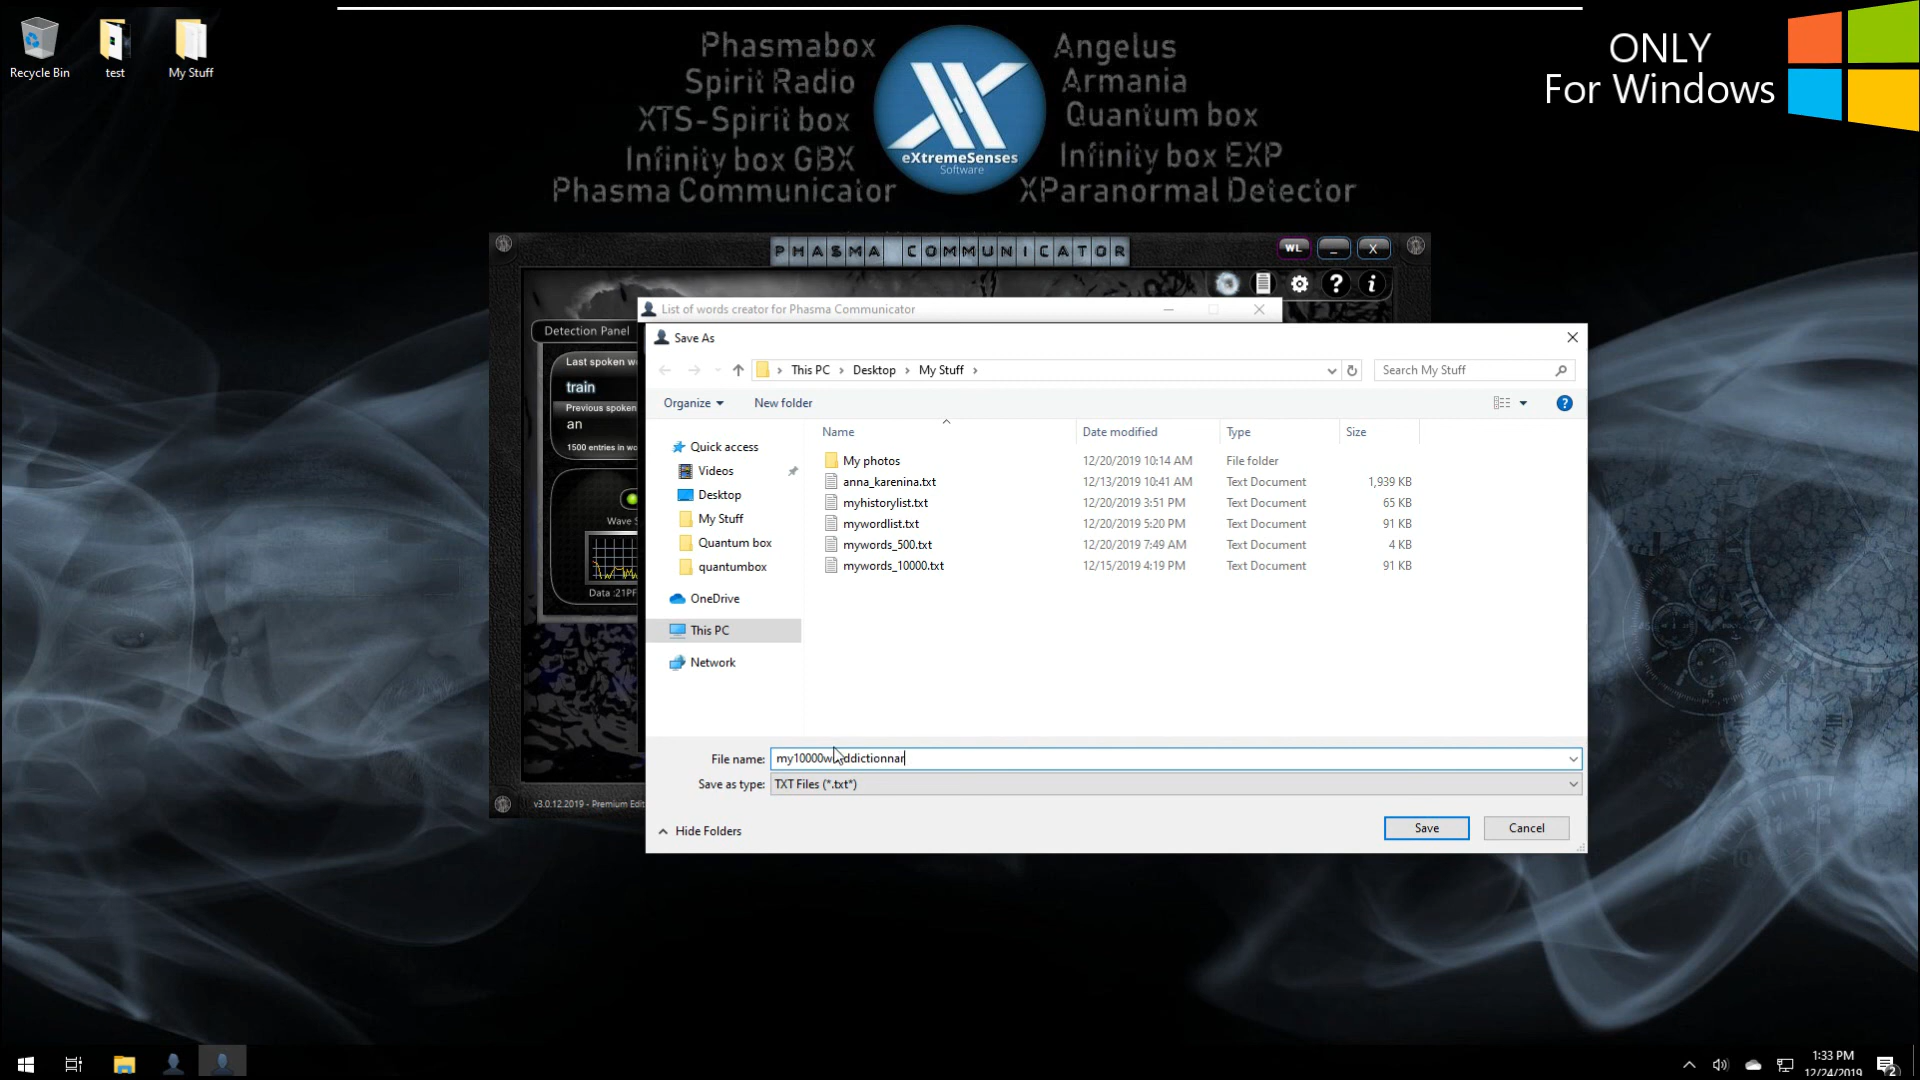 Recycle Bin
test
My Stuff
Phasmabox
Spirit Radio
XTS-Spirit box
Infinity box GBX
Phasma Communicator
eXtremeSenses
Software
Angelus
Armania
Quantum box
Infinity box EXP
XParanormal Detector
ONLY
For Windows
PHASMA COMMUNICATOR
WL
List of words creator for Phasma Communicator
Detection Panel
Last spoken w
train
Previous spoken
an
1500 entries in wo
Wave S
Data :21PF
v3.0.12.2019 - Premium Edit
Save As
This PC > Desktop > My Stuff >
Search My Stuff
Organize
New folder
Quick access
Videos
Desktop
My Stuff
Quantum box
quantumbox
OneDrive
This PC
Network
Name Date modified Type Size
My photos 12/20/2019 10:14 AM File folder
anna_karenina.txt 12/13/2019 10:41 AM Text Document 1,939 KB
myhistorylist.txt 12/20/2019 3:51 PM Text Document 65 KB
mywordlist.txt 12/20/2019 5:20 PM Text Document 91 KB
mywords_500.txt 12/20/2019 7:49 AM Text Document 4 KB
mywords_10000.txt 12/15/2019 4:19 PM Text Document 91 KB
File name:
Save as type: TXT Files (*.txt*)
Hide Folders
Save
Cancel
1:33 PM
12/24/2019
2